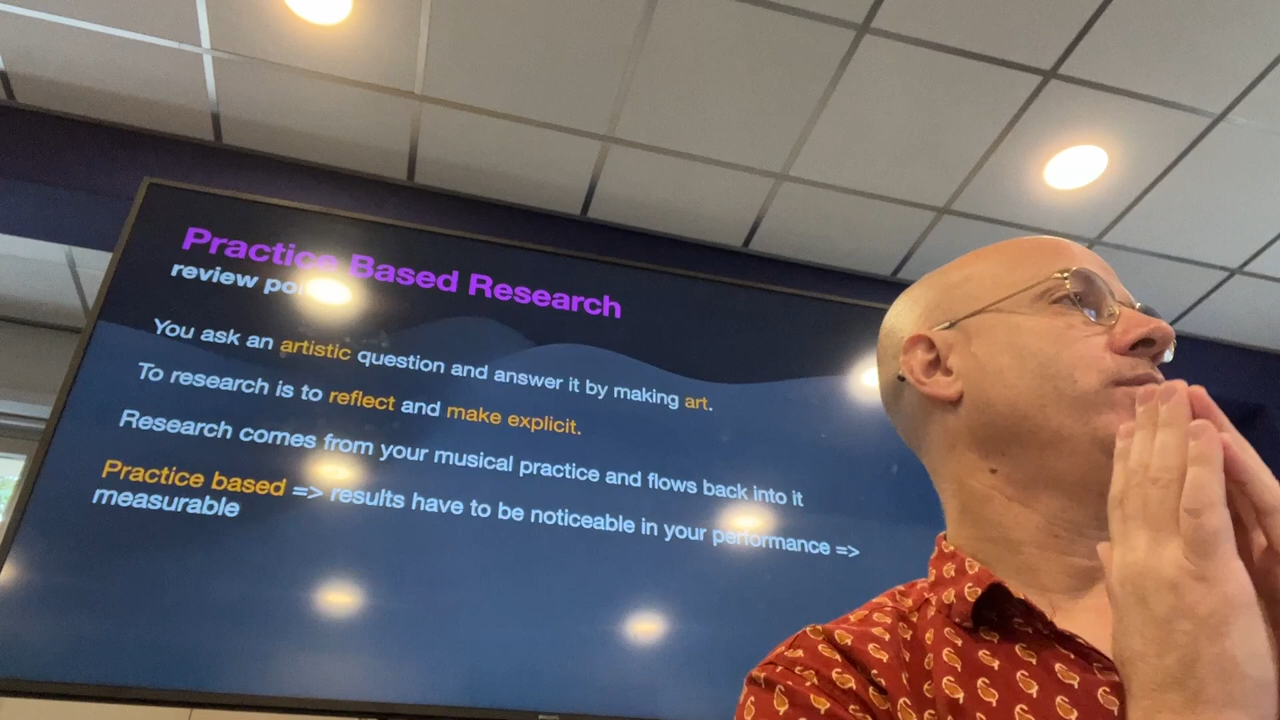 Practice Based Research
review
You ask an artistic question and answer it by making art.
To research is to reflect and make explicit.
Research comes from your musical practice and flows back into it
Practice based => results have to be noticeable in your performance =>
measurable